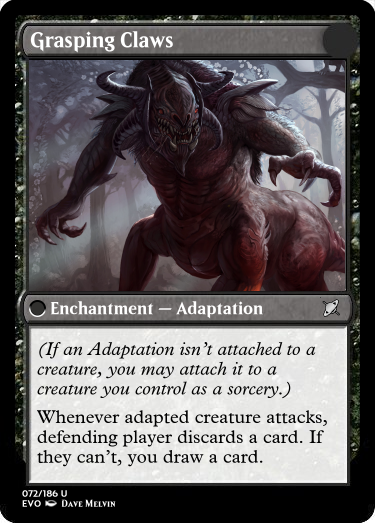 Grasping Claws
Enchantment — Adaptation
(If an Adaptation isn't attached to a
creature, you may attach it to a
creature you control as a sorcery.)
Whenever adapted creature attacks,
defending player discards a card. If
they can't, you draw a card.
072/186 U
EVO Dave Melvin